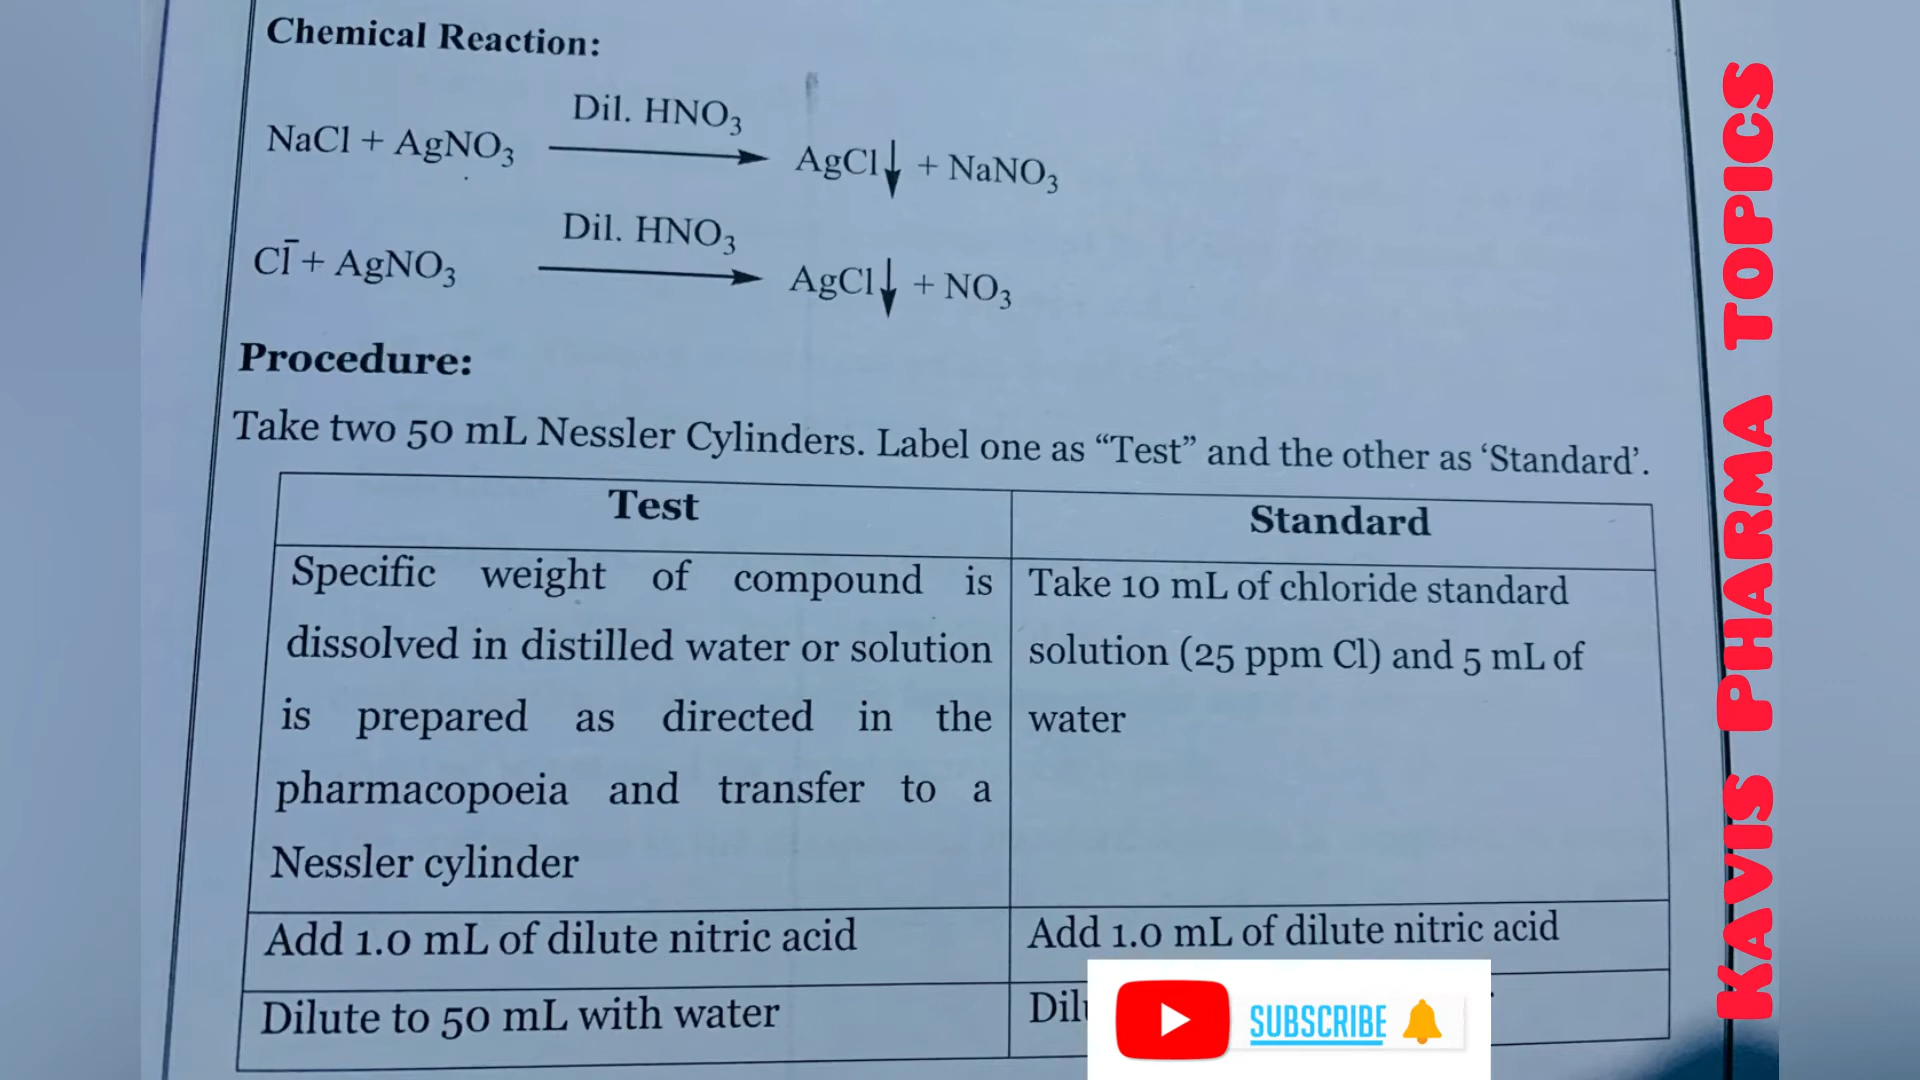 Chemical Reaction:
Dil. HNO₃
NaCl + AgNO₃ → AgCl↓ + NaNO₃
Dil. HNO₃
Cl̄ + AgNO₃ → AgCl↓ + NO₃
Procedure:
Take two 50 mL Nessler Cylinders. Label one as “Test” and the other as ‘Standard’.
Test
Specific weight of compound is
dissolved in distilled water or solution
is prepared as directed in the
pharmacopoeia and transfer to a
Nessler cylinder
Standard
Take 10 mL of chloride standard
solution (25 ppm Cl) and 5 mL of
water
Add 1.0 mL of dilute nitric acid
Add 1.0 mL of dilute nitric acid
Dilute to 50 mL with water
SUBSCRIBE
KAVIS PHARMA TOPICS